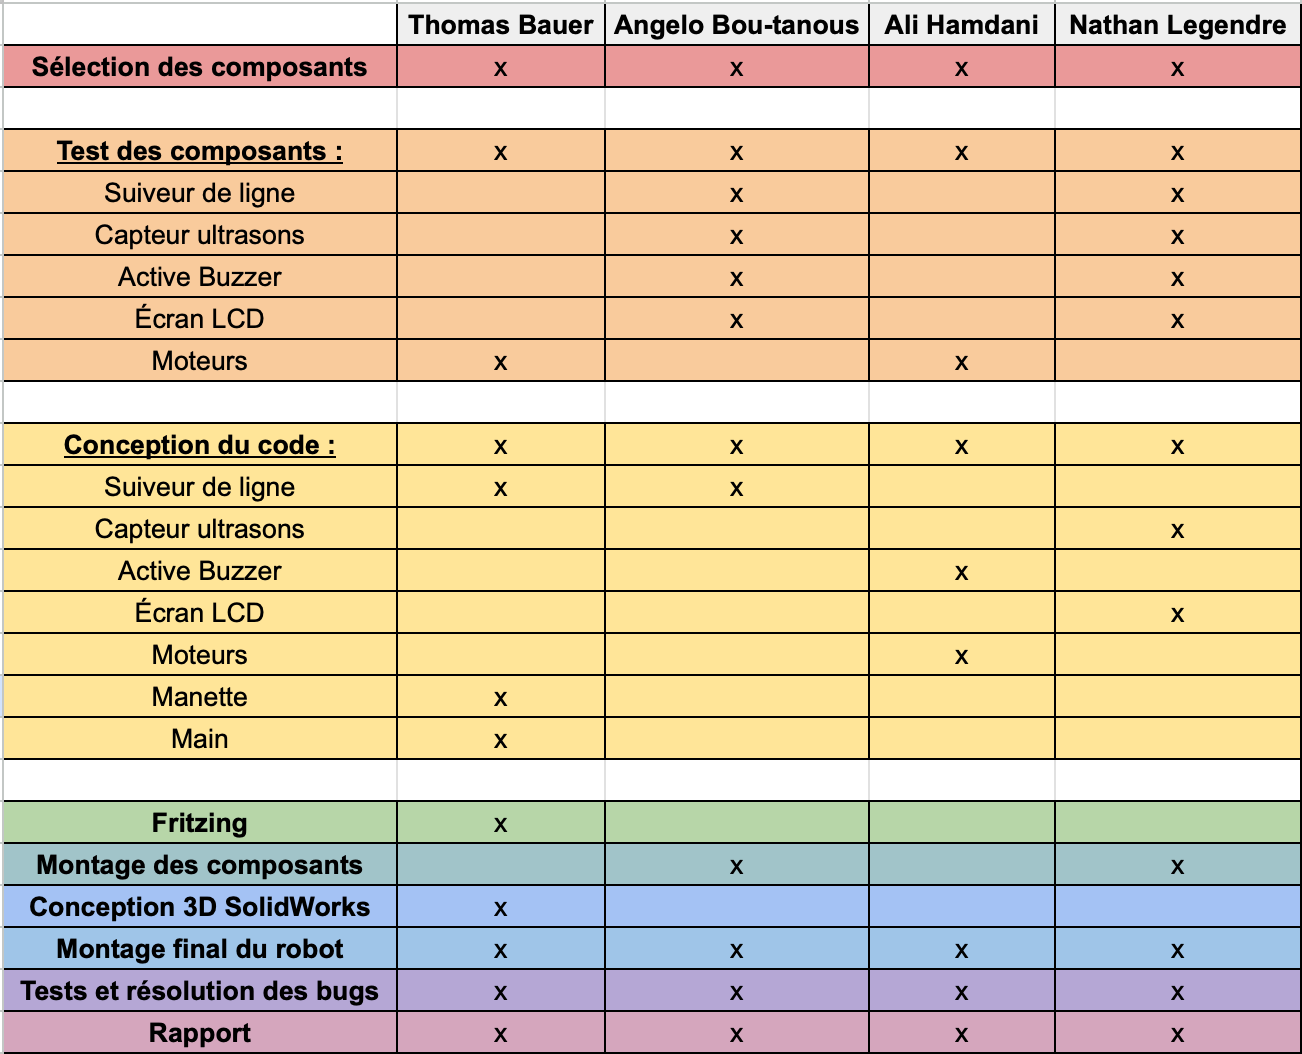 Thomas Bauer Angelo Bou-tanous Ali Hamdani Nathan Legendre
Sélection des composants x x x x
Test des composants : x x x x
Suiveur de ligne x x
Capteur ultrasons x x
Active Buzzer x x
Écran LCD x x
Moteurs x x
Conception du code : x x x x
Suiveur de ligne x x
Capteur ultrasons x
Active Buzzer x
Écran LCD x
Moteurs x
Manette x
Main x
Fritzing x
Montage des composants x x
Conception 3D SolidWorks x
Montage final du robot x x x x
Tests et résolution des bugs x x x x
Rapport x x x x